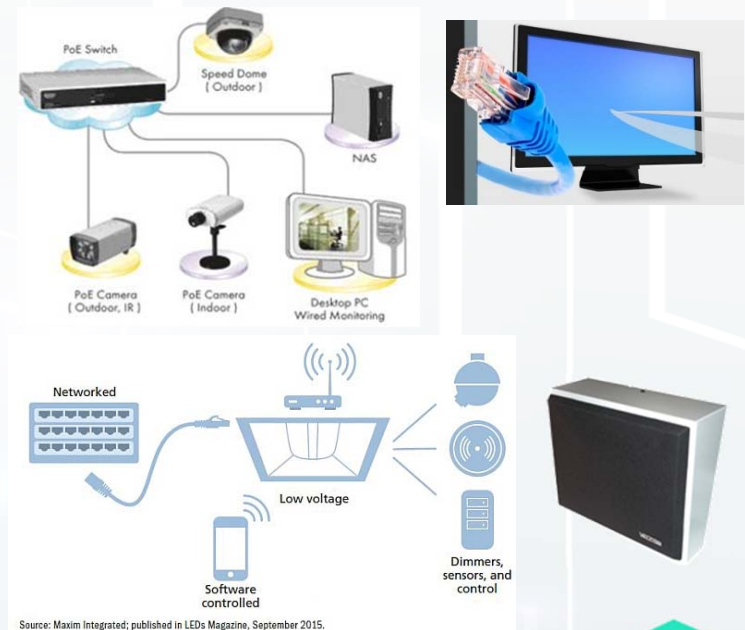 PoE Switch
Speed Dome
( Outdoor )
NAS
PoE Camera
( Outdoor, IR )
PoE Camera
( Indoor )
Desktop PC
Wired Monitoring
Networked
Low voltage
Software
controlled
Dimmers,
sensors, and
control
Source: Maxim Integrated; published in LEDs Magazine, September 2015.